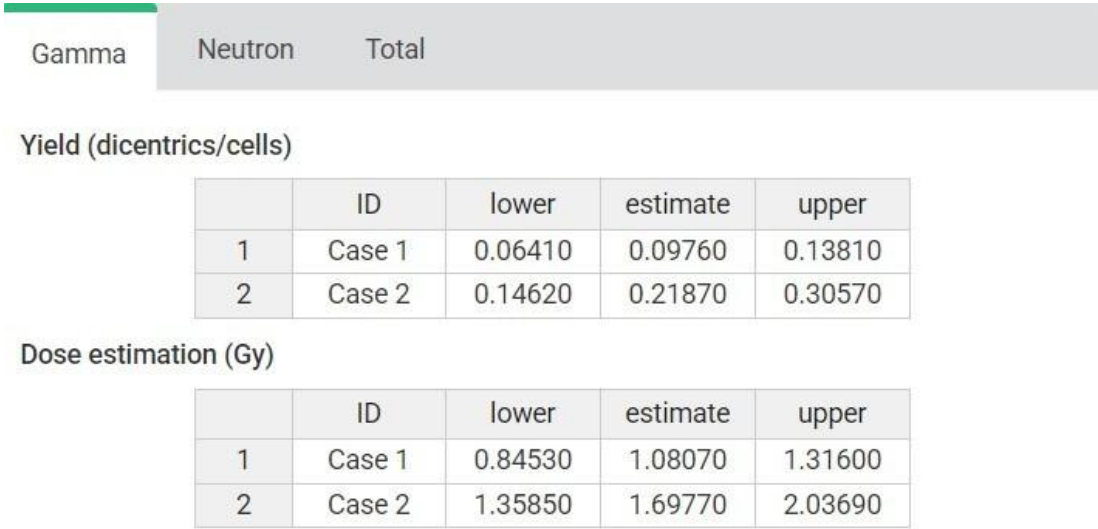 Gamma Neutron Total
Yield (dicentrics/cells)
ID lower estimate upper
1 Case 1 0.06410 0.09760 0.13810
2 Case 2 0.14620 0.21870 0.30570
Dose estimation (Gy)
ID lower estimate upper
1 Case 1 0.84530 1.08070 1.31600
2 Case 2 1.35850 1.69770 2.03690